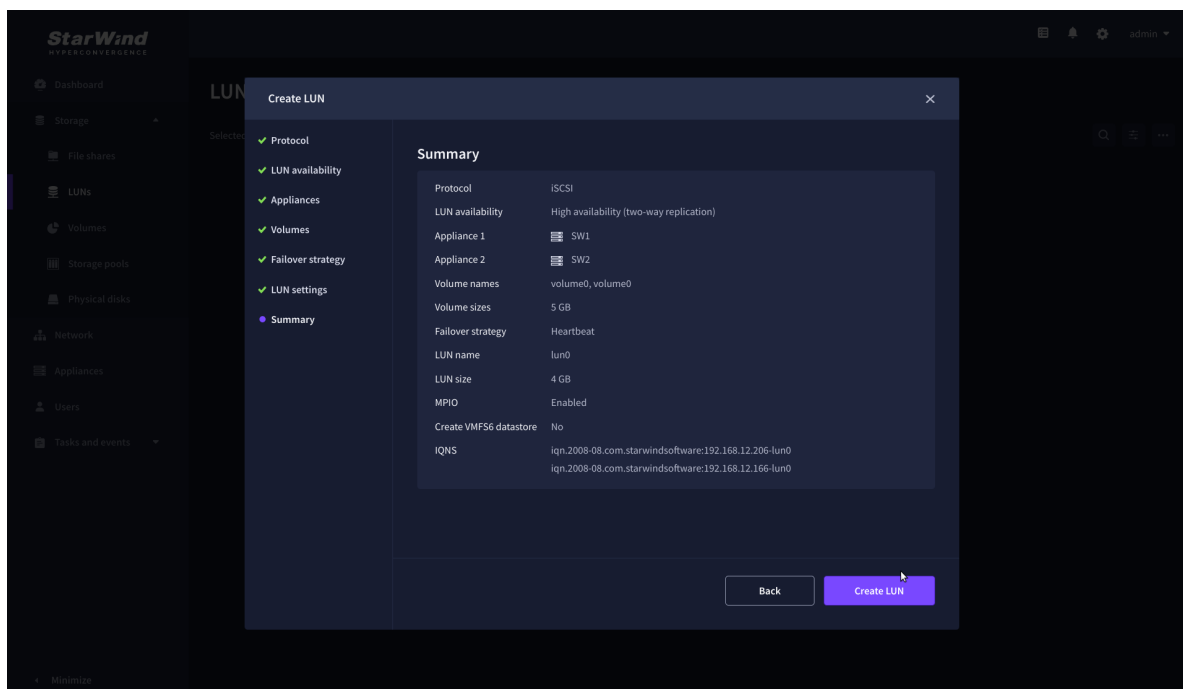 StarWind
HYPERCONVERGENCE
admin
Dashboard
LUN
Storage
Selected
File shares
LUNs
Volumes
Storage pools
Physical disks
Network
Appliances
Users
Tasks and events
Minimize
Create LUN
Protocol
LUN availability
Appliances
Volumes
Failover strategy
LUN settings
Summary
Summary
Protocol iSCSI
LUN availability High availability (two-way replication)
Appliance 1 SW1
Appliance 2 SW2
Volume names volume0, volume0
Volume sizes 5 GB
Failover strategy Heartbeat
LUN name lun0
LUN size 4 GB
MPIO Enabled
Create VMFS6 datastore No
IQNS iqn.2008-08.com.starwindsoftware:192.168.12.206-lun0
iqn.2008-08.com.starwindsoftware:192.168.12.166-lun0
Back Create LUN